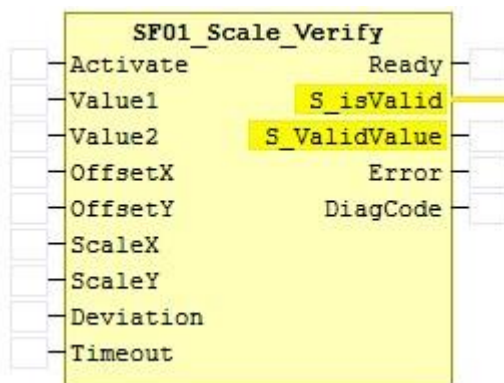 SF01_Scale_Verify
Activate Ready
Value1 S_isValid
Value2 S_ValidValue
OffsetX Error
OffsetY DiagCode
ScaleX
ScaleY
Deviation
Timeout